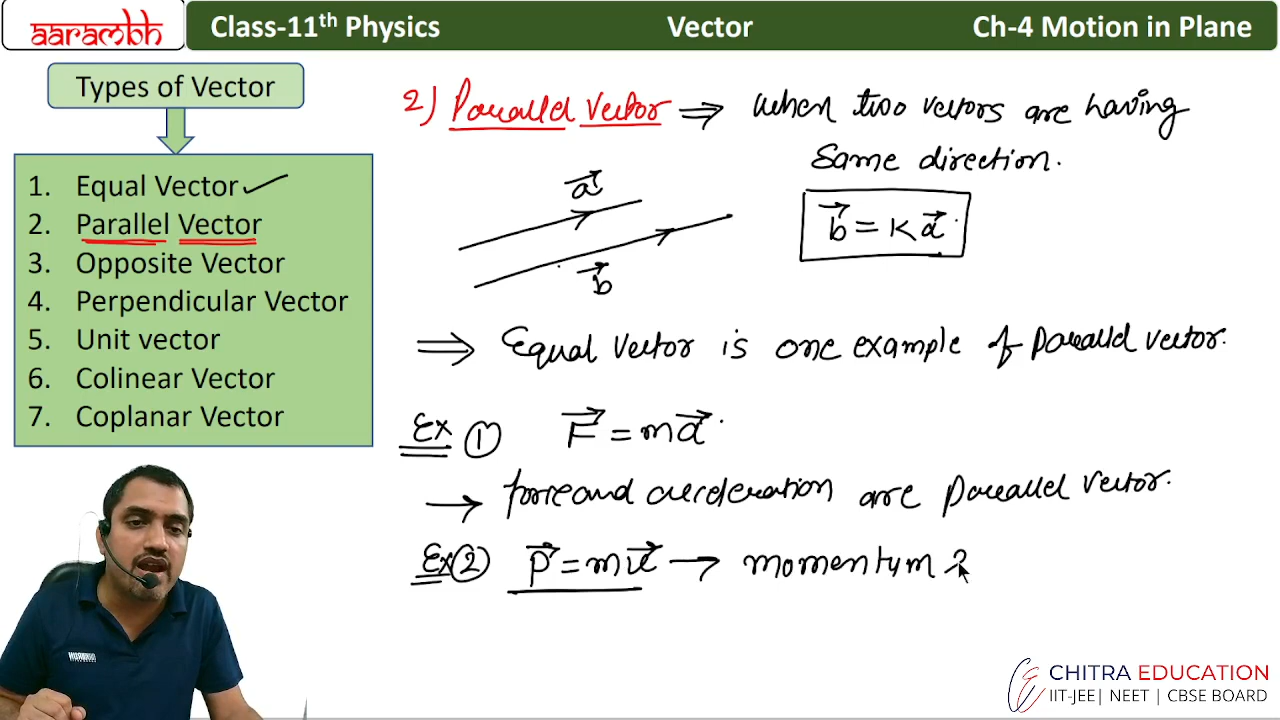 aarambh
Class-11th Physics
Vector
Ch-4 Motion in Plane
Types of Vector
1. Equal Vector ✓
2. Parallel Vector
3. Opposite Vector
4. Perpendicular Vector
5. Unit vector
6. Colinear Vector
7. Coplanar Vector
2) Parallel Vector ⇒ When two vectors are having
Same direction.
a⃗
b⃗ = Ka⃗
b⃗
⇒ Equal Vector is one example of parallel vector.
Ex ① F⃗ = ma⃗
→ force and acceleration are parallel vector.
Ex ② P⃗ = mv⃗ → momentum
CHITRA EDUCATION
IIT-JEE| NEET | CBSE BOARD